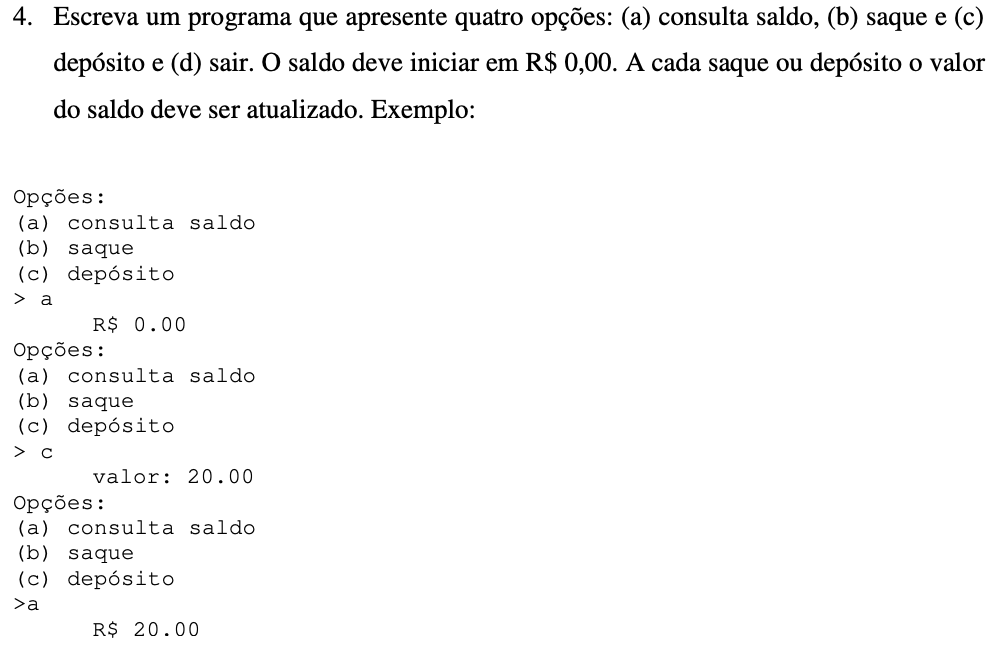 4. Escreva um programa que apresente quatro opções: (a) consulta saldo, (b) saque e (c)
depósito e (d) sair. O saldo deve iniciar em R$ 0,00. A cada saque ou depósito o valor
do saldo deve ser atualizado. Exemplo:
Opções:
(a) consulta saldo
(b) saque
(c) depósito
> a
R$ 0.00
Opções:
(a) consulta saldo
(b) saque
(c) depósito
> c
valor: 20.00
Opções:
(a) consulta saldo
(b) saque
(c) depósito
>a
R$ 20.00